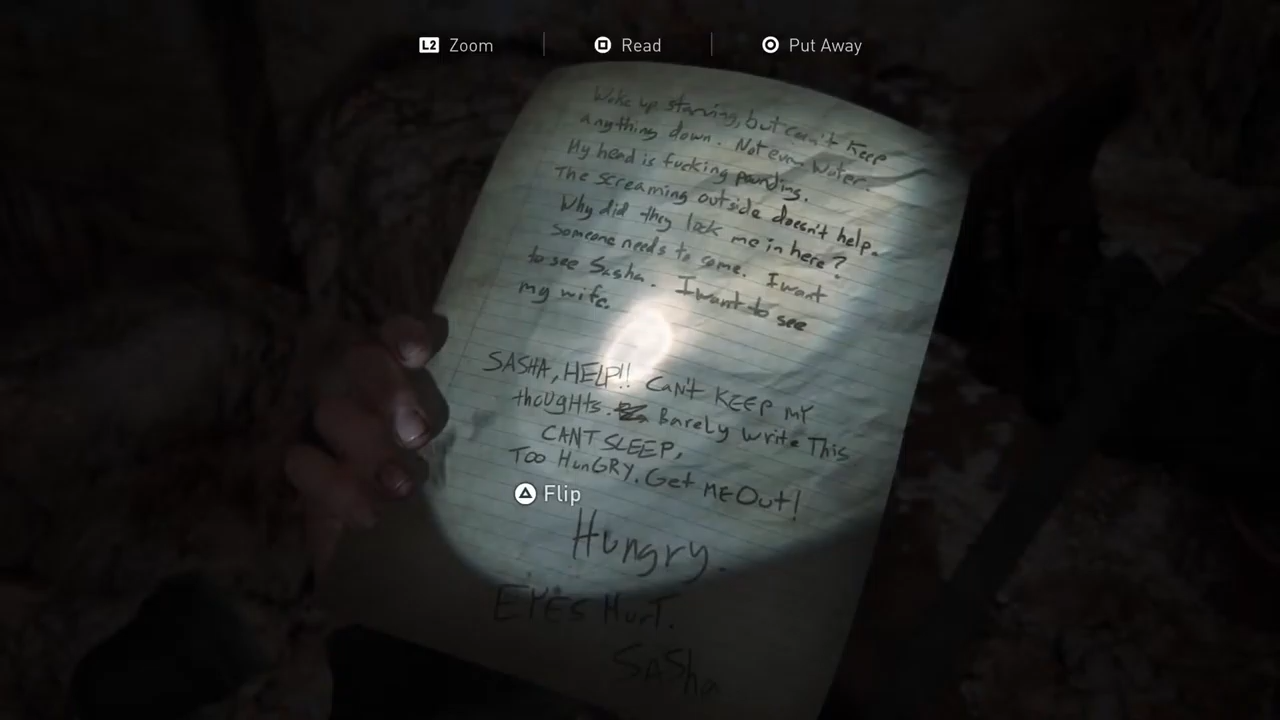 L2 Zoom
Read
Put Away
Woke up starving, but can't keep
anything down. Not even water.
My head is fucking pounding.
The screaming outside doesn't help.
Why did they lock me in here?
Someone needs to come. I want
to see Sasha. I want to see
my wife.
SASHA, HELP!! CaN't KEEP MY
thoUgHts. Barely Write This
CANT SLEEP,
TOO HUnGRY. Get ME Out!
Flip
Hungry.
EYES HurT.
SASha